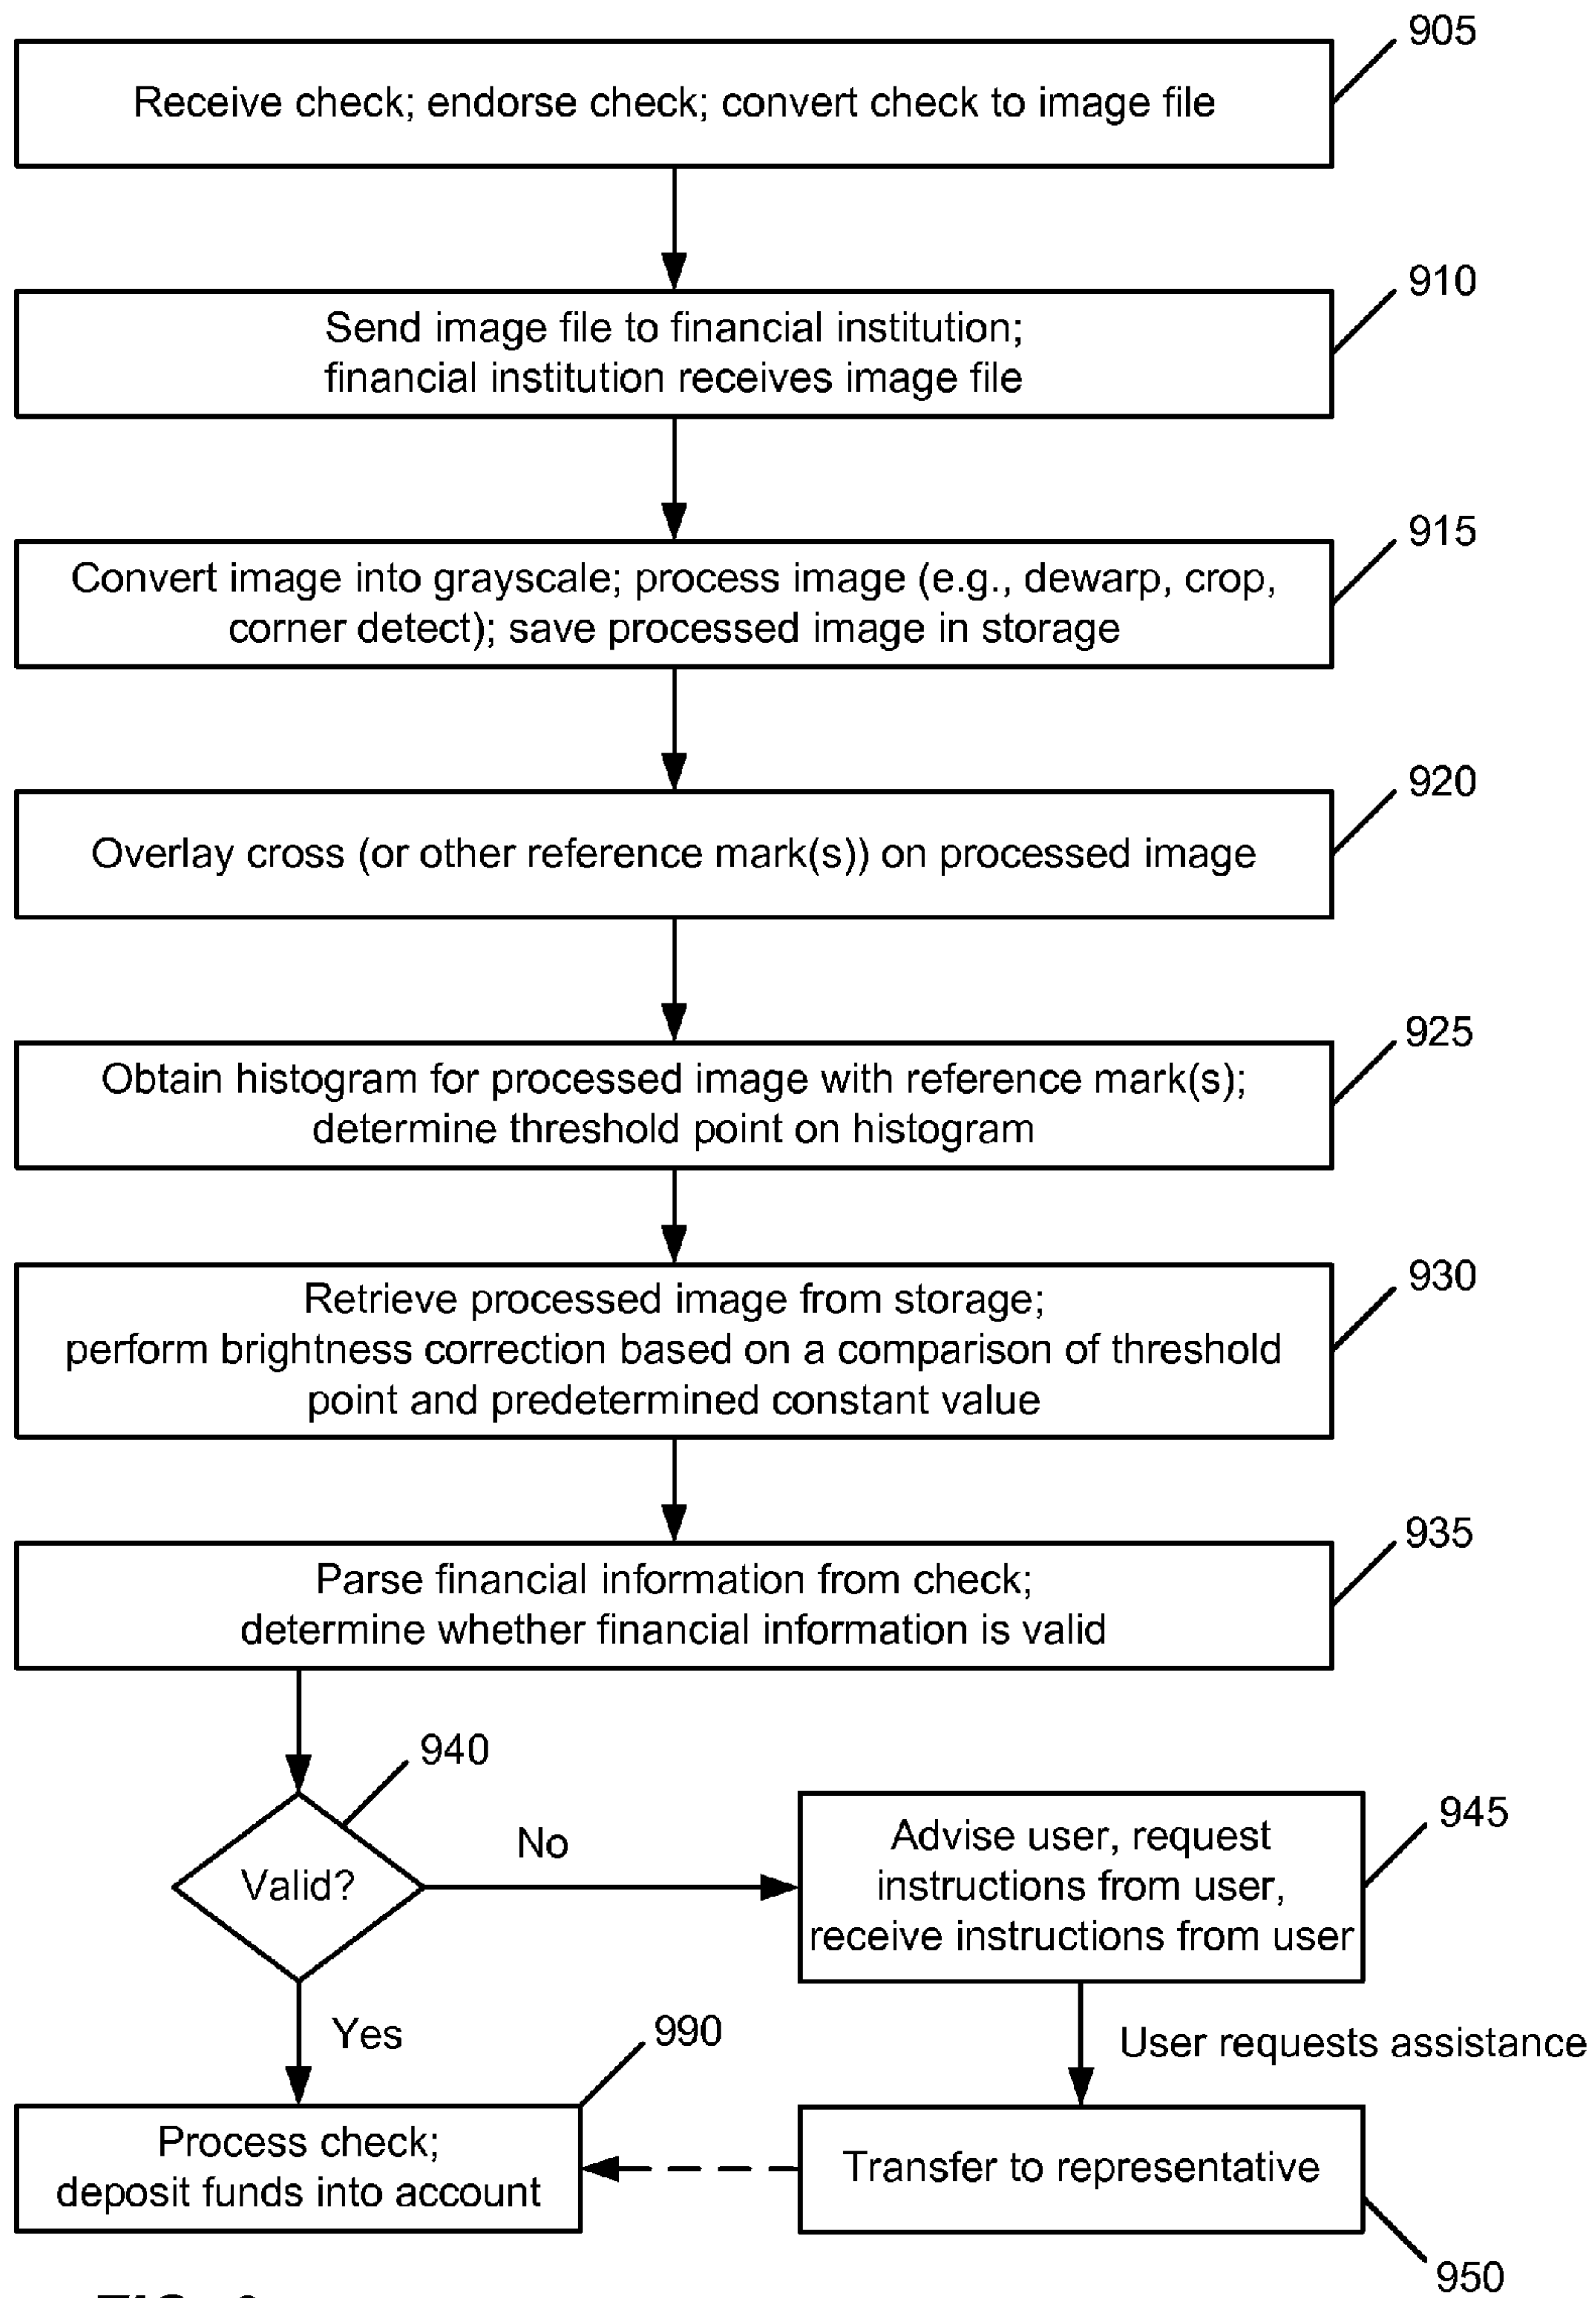 905
Receive check; endorse check; convert check to image file
910
Send image file to financial institution;
financial institution receives image file
915
Convert image into grayscale; process image (e.g., dewarp, crop,
corner detect); save processed image in storage
920
Overlay cross (or other reference mark(s)) on processed image
925
Obtain histogram for processed image with reference mark(s);
determine threshold point on histogram
930
Retrieve processed image from storage;
perform brightness correction based on a comparison of threshold
point and predetermined constant value
935
Parse financial information from check;
determine whether financial information is valid
940
Valid?
No
945
Advise user, request
instructions from user,
receive instructions from user
Yes
990
User requests assistance
Process check;
deposit funds into account
Transfer to representative
950